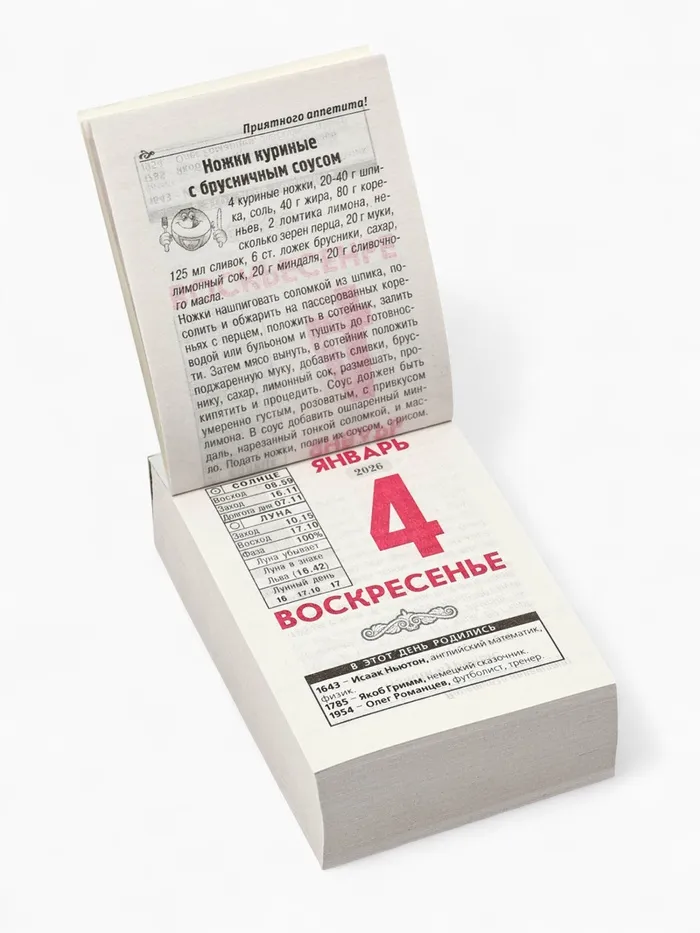 Приятного аппетита!
Ножки куриные
с брусничным соусом
4 куриные ножки, 20-40 г шпи-
ка, соль, 40 г жира, 80 г коре-
ньев, 2 ломтика лимона, не-
сколько зерен перца, 20 г муки,
125 мл сливок, 6 ст. ложек брусники, сахар,
лимонный сок, 20 г миндаля, 20 г сливочно-
го масла.
Ножки нашпиговать соломкой из шпика, по-
солить и обжарить на пассерованных коре-
ньях с перцем, положить в сотейник, залить
водой или бульоном и тушить до готовнос-
ти. Затем мясо вынуть, в сотейник положить
поджаренную муку, добавить сливки, брус-
нику, сахар, лимонный сок, размешать, про-
кипятить и процедить. Соус должен быть
умеренно густым, розоватым, с привкусом
лимона. В соус добавить ошпаренный мин-
даль, нарезанный тонкой соломкой, и мас-
ло. Подать ножки, полив их соусом, с рисом.
ЯНВАРЬ
2026
4
ВОСКРЕСЕНЬЕ
СОЛНЦЕ
Восход 08.59
Заход 16.11
Долгота дня 07.11
ЛУНА
Заход 10.15
Восход 17.10
Фаза 100%
Луна убывает
Луна в знаке
Льва (16.42)
Лунный день
16 17.10 17
В ЭТОТ ДЕНЬ РОДИЛИСЬ
1643 – Исаак Ньютон, английский математик,
физик.
1785 – Якоб Гримм, немецкий сказочник.
1954 – Олег Романцев, футболист, тренер.